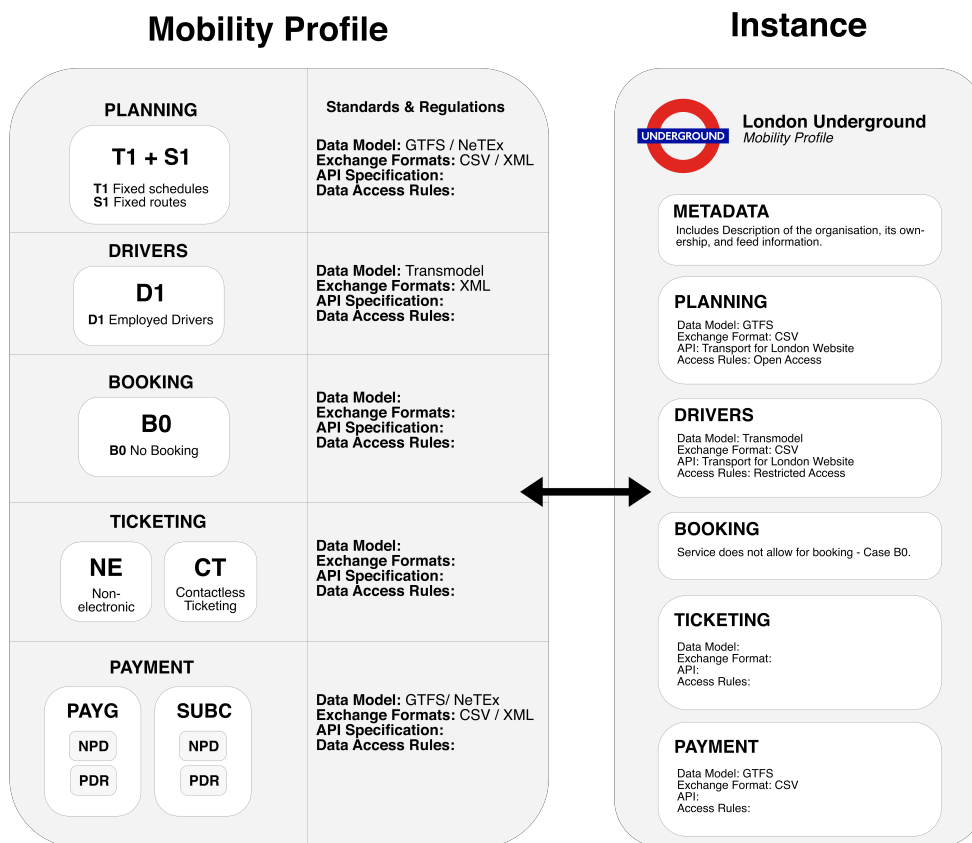 Mobility Profile
PLANNING
T1 + S1
T1 Fixed schedules
S1 Fixed routes
Standards & Regulations
Data Model: GTFS / NeTEx
Exchange Formats: CSV / XML
API Specification:
Data Access Rules:
DRIVERS
D1
D1 Employed Drivers
Data Model: Transmodel
Exchange Formats: XML
API Specification:
Data Access Rules:
BOOKING
B0
B0 No Booking
Data Model:
Exchange Formats:
API Specification:
Data Access Rules:
TICKETING
NE
Non-
electronic
CT
Contactless
Ticketing
Data Model:
Exchange Formats:
API Specification:
Data Access Rules:
PAYMENT
PAYG
NPD
PDR
SUBC
NPD
PDR
Data Model: GTFS/ NeTEx
Exchange Formats: CSV / XML
API Specification:
Data Access Rules:
Instance
UNDERGROUND
London Underground
Mobility Profile
METADATA
Includes Description of the organisation, its own-
ership, and feed information.
PLANNING
Data Model: GTFS
Exchange Format: CSV
API: Transport for London Website
Access Rules: Open Access
DRIVERS
Data Model: Transmodel
Exchange Format: CSV
API: Transport for London Website
Access Rules: Restricted Access
BOOKING
Service does not allow for booking - Case B0.
TICKETING
Data Model:
Exchange Format:
API:
Access Rules:
PAYMENT
Data Model: GTFS
Exchange Format: CSV
API:
Access Rules: